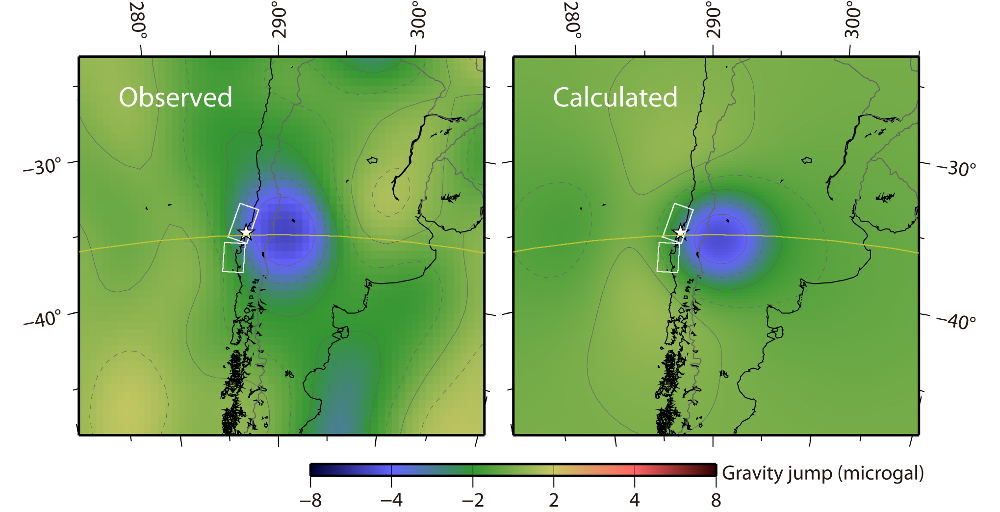 280° 290° 300° 280° 290° 300°
Observed Calculated
−30° −30°
−40° −40°
Gravity jump (microgal)
−8 −4 −2 2 4 8